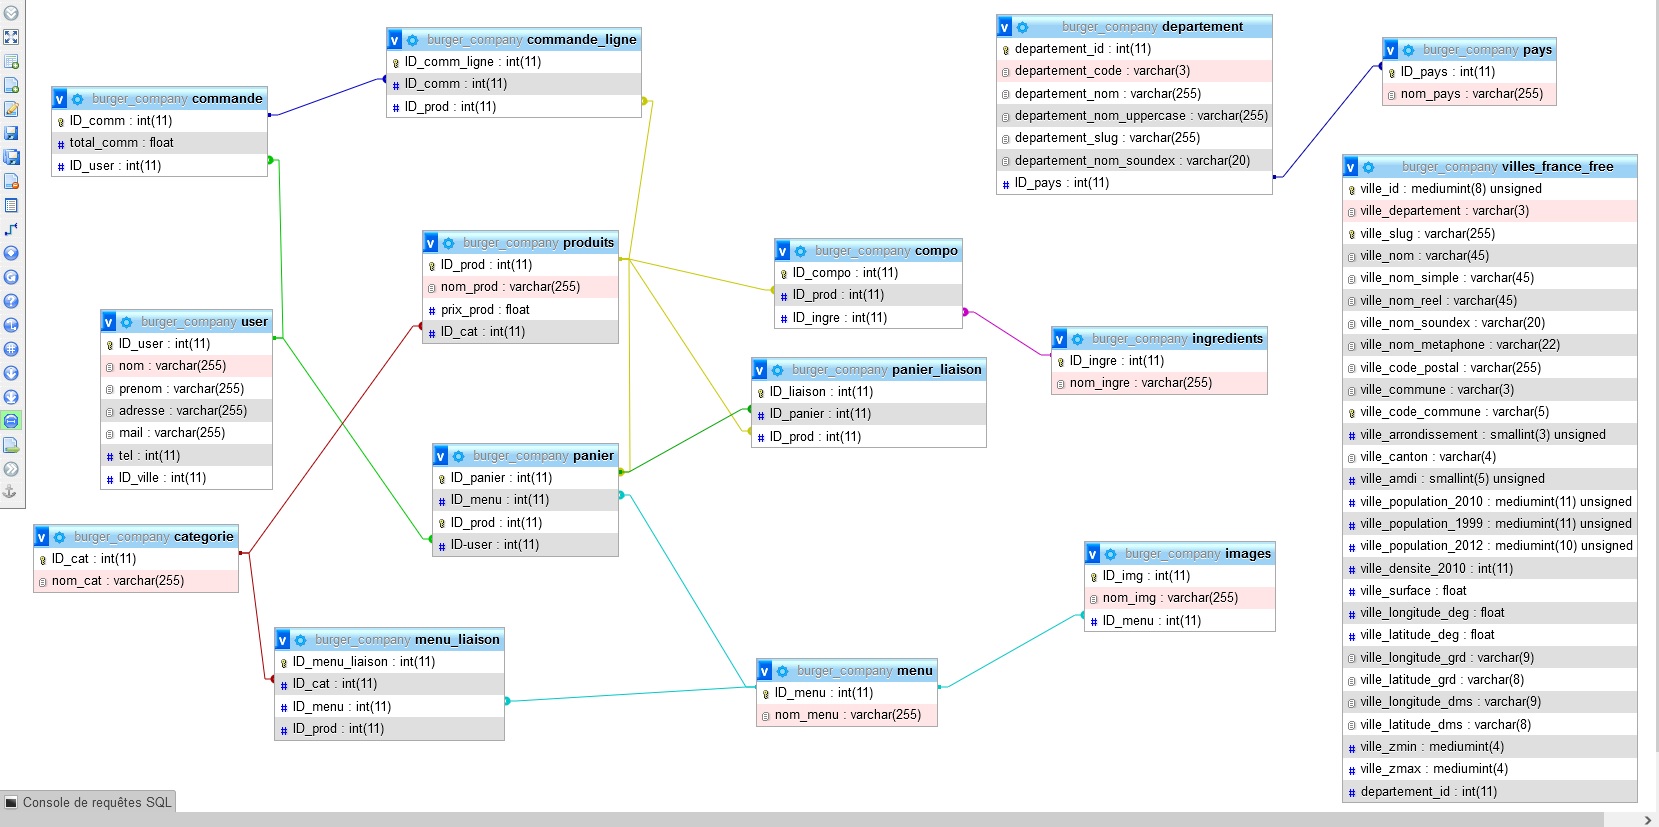 burger_company commande
ID_comm : int(11)
total_comm : float
ID_user : int(11)
burger_company commande_ligne
ID_comm_ligne : int(11)
ID_comm : int(11)
ID_prod : int(11)
burger_company departement
departement_id : int(11)
departement_code : varchar(3)
departement_nom : varchar(255)
departement_nom_uppercase : varchar(255)
departement_slug : varchar(255)
departement_nom_soundex : varchar(20)
ID_pays : int(11)
burger_company pays
ID_pays : int(11)
nom_pays : varchar(255)
burger_company produits
ID_prod : int(11)
nom_prod : varchar(255)
prix_prod : float
ID_cat : int(11)
burger_company compo
ID_compo : int(11)
ID_prod : int(11)
ID_ingre : int(11)
burger_company ingredients
ID_ingre : int(11)
nom_ingre : varchar(255)
burger_company user
ID_user : int(11)
nom : varchar(255)
prenom : varchar(255)
adresse : varchar(255)
mail : varchar(255)
tel : int(11)
ID_ville : int(11)
burger_company panier_liaison
ID_liaison : int(11)
ID_panier : int(11)
ID_prod : int(11)
burger_company panier
ID_panier : int(11)
ID_menu : int(11)
ID_prod : int(11)
ID-user : int(11)
burger_company categorie
ID_cat : int(11)
nom_cat : varchar(255)
burger_company menu_liaison
ID_menu_liaison : int(11)
ID_cat : int(11)
ID_menu : int(11)
ID_prod : int(11)
burger_company menu
ID_menu : int(11)
nom_menu : varchar(255)
burger_company images
ID_img : int(11)
nom_img : varchar(255)
ID_menu : int(11)
burger_company villes_france_free
ville_id : mediumint(8) unsigned
ville_departement : varchar(3)
ville_slug : varchar(255)
ville_nom : varchar(45)
ville_nom_simple : varchar(45)
ville_nom_reel : varchar(45)
ville_nom_soundex : varchar(20)
ville_nom_metaphone : varchar(22)
ville_code_postal : varchar(255)
ville_commune : varchar(3)
ville_code_commune : varchar(5)
ville_arrondissement : smallint(3) unsigned
ville_canton : varchar(4)
ville_amdi : smallint(5) unsigned
ville_population_2010 : mediumint(11) unsigned
ville_population_1999 : mediumint(11) unsigned
ville_population_2012 : mediumint(10) unsigned
ville_densite_2010 : int(11)
ville_surface : float
ville_longitude_deg : float
ville_latitude_deg : float
ville_longitude_grd : varchar(9)
ville_latitude_grd : varchar(8)
ville_longitude_dms : varchar(9)
ville_latitude_dms : varchar(8)
ville_zmin : mediumint(4)
ville_zmax : mediumint(4)
departement_id : int(11)
Console de requêtes SQL